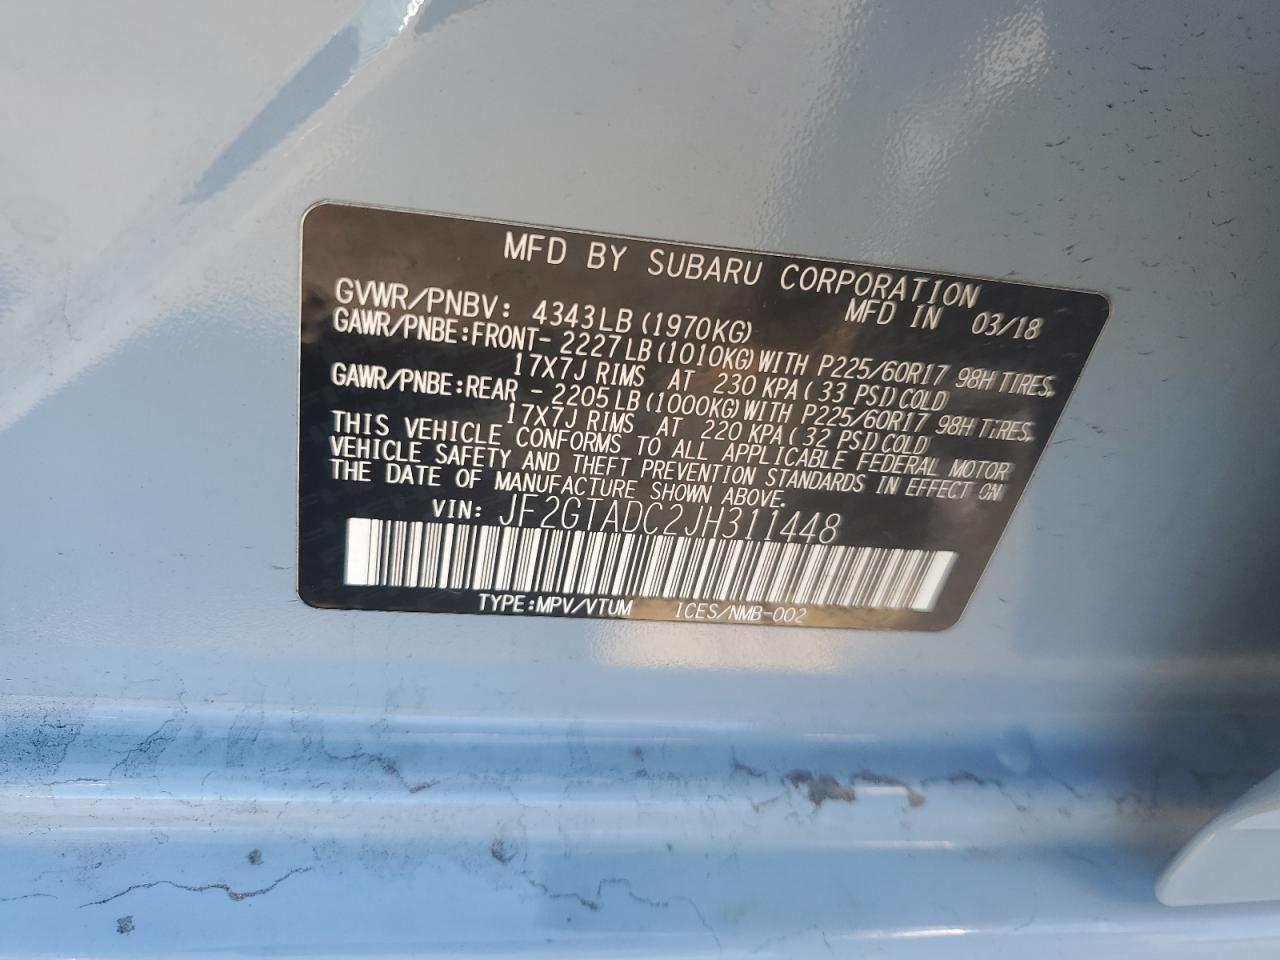 MFD BY SUBARU CORPORATION
MFD IN 03/18
GVWR/PNBV: 4343LB(1970KG)
GAWR/PNBE:FRONT- 2227LB(1010KG)WITH P225/60R17 98H TIRES,
17X7J RIMS AT 230 KPA(33 PSI)COLD
GAWR/PNBE:REAR - 2205LB(1000KG)WITH P225/60R17 98H TIRES,
17X7J RIMS AT 220 KPA(32 PSI)COLD
THIS VEHICLE CONFORMS TO ALL APPLICABLE FEDERAL MOTOR
VEHICLE SAFETY AND THEFT PREVENTION STANDARDS IN EFFECT ON
THE DATE OF MANUFACTURE SHOWN ABOVE.
VIN: JF2GTADC2JH311448
TYPE:MPV/VTUM ICES/NMB-002